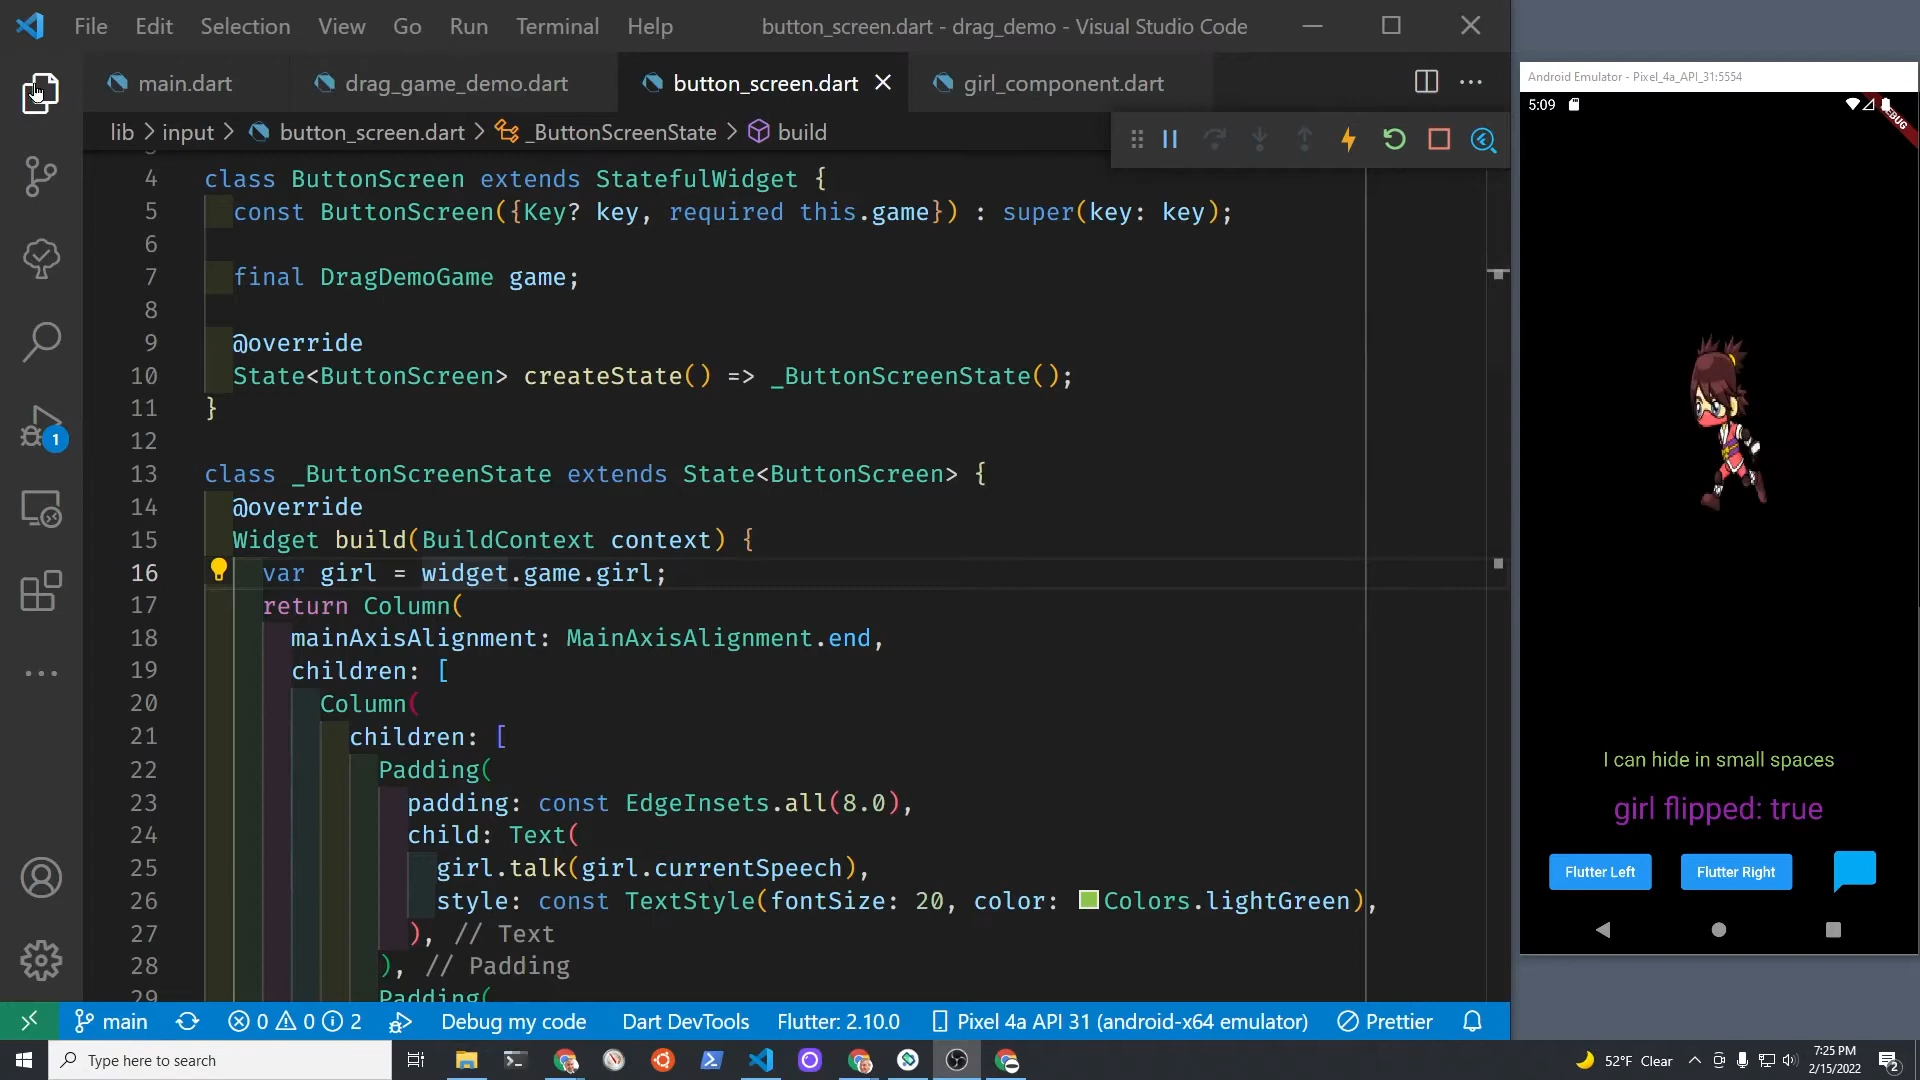 File Edit Selection View Go Run Terminal Help button_screen.dart - drag_demo - Visual Studio Code
main.dart drag_game_demo.dart button_screen.dart girl_component.dart
lib > input > button_screen.dart > _ButtonScreenState > build
4 class ButtonScreen extends StatefulWidget {
5 const ButtonScreen({Key? key, required this.game}) : super(key: key);
6
7 final DragDemoGame game;
8
9 @override
10 State<ButtonScreen> createState() => _ButtonScreenState();
11 }
12
13 class _ButtonScreenState extends State<ButtonScreen> {
14 @override
15 Widget build(BuildContext context) {
16 var girl = widget.game.girl;
17 return Column(
18 mainAxisAlignment: MainAxisAlignment.end,
19 children: [
20 Column(
21 children: [
22 Padding(
23 padding: const EdgeInsets.all(8.0),
24 child: Text(
25 girl.talk(girl.currentSpeech),
26 style: const TextStyle(fontSize: 20, color: Colors.lightGreen),
27 ), // Text
28 ), // Padding
29 Padding(
1
main 0 0 2 Debug my code Dart DevTools Flutter: 2.10.0 Pixel 4a API 31 (android-x64 emulator) Prettier
Android Emulator - Pixel_4a_API_31:5554
5:09
DEBUG
I can hide in small spaces
girl flipped: true
Flutter Left Flutter Right
Type here to search
52°F Clear
7:25 PM
2/15/2022
2